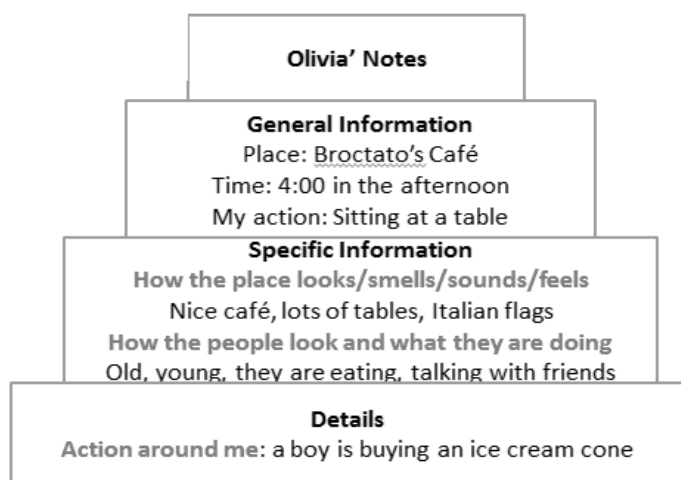 Olivia’ Notes
General Information
Place: Broctato’s Café
Time: 4:00 in the afternoon
My action: Sitting at a table
Specific Information
How the place looks/smells/sounds/feels
Nice café, lots of tables, Italian flags
How the people look and what they are doing
Old, young, they are eating, talking with friends
Details
Action around me: a boy is buying an ice cream cone